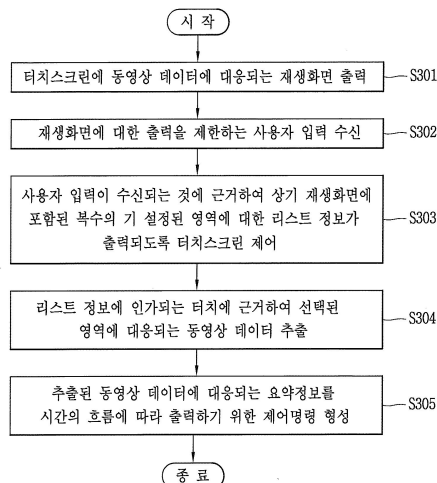 시 작
터치스크린에 동영상 데이터에 대응되는 재생화면 출력
S301
재생화면에 대한 출력을 제한하는 사용자 입력 수신
S302
사용자 입력이 수신되는 것에 근거하여 상기 재생화면에
포함된 복수의 기 설정된 영역에 대한 리스트 정보가
출력되도록 터치스크린 제어
S303
리스트 정보에 인가되는 터치에 근거하여 선택된
영역에 대응되는 동영상 데이터 추출
S304
추출된 동영상 데이터에 대응되는 요약정보를
시간의 흐름에 따라 출력하기 위한 제어명령 형성
S305
종 료